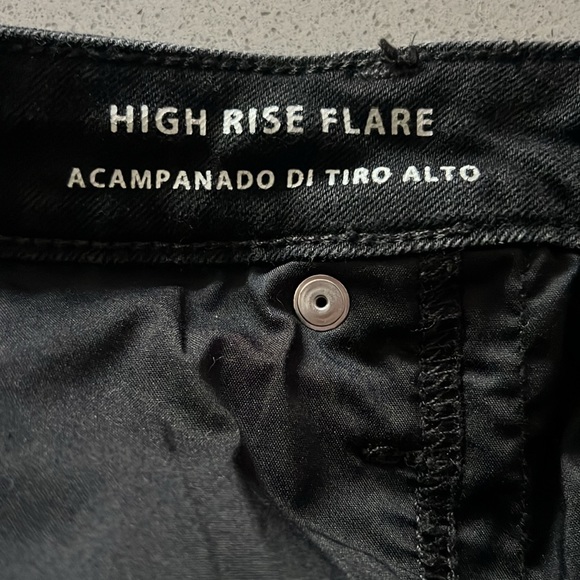 HIGH RISE FLARE
ACAMPANADO DI TIRO ALTO